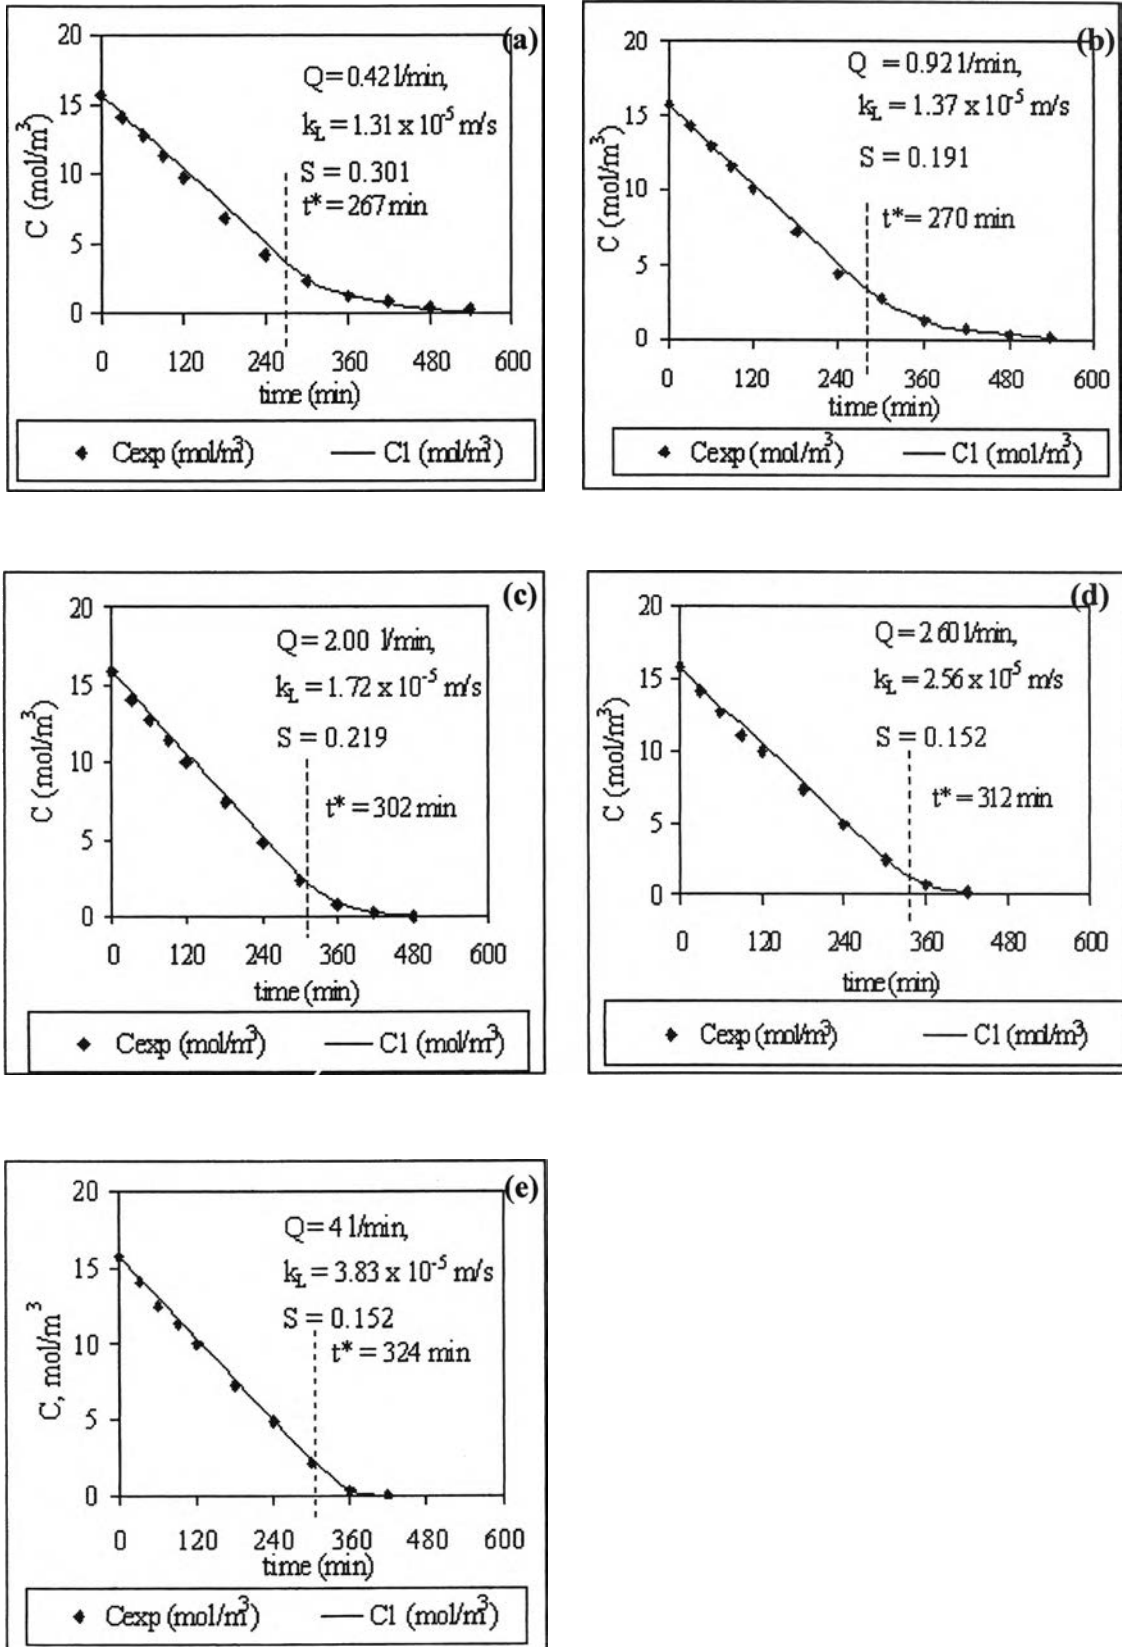 (a)
Q = 0.42 l/min,
k_L = 1.31 x 10^-5 m/s
S = 0.301
t* = 267 min
C (mol/m³)
20
15
10
5
0
0 120 240 360 480 600
time (min)
Cexp (mol/m³) C1 (mol/m³)
(b)
Q = 0.92 l/min,
k_L = 1.37 x 10^-5 m/s
S = 0.191
t* = 270 min
C (mol/m³)
20
15
10
5
0
0 120 240 360 480 600
time (min)
Cexp (mol/m³) C1 (mol/m³)
(c)
Q = 2.00 l/min,
k_L = 1.72 x 10^-5 m/s
S = 0.219
t* = 302 min
C (mol/m³)
20
15
10
5
0
0 120 240 360 480 600
time (min)
Cexp (mol/m³) C1 (mol/m³)
(d)
Q = 2 60 l/min,
k_L = 2.56 x 10^5 m/s
S = 0.152
t* = 312 min
C (mol/m³)
20
15
10
5
0
0 120 240 360 480 600
time (min)
Cexp (mol/m³) C1 (mol/m³)
(e)
Q = 4 l/min,
k_L = 3.83 x 10^-5 m/s
S = 0.152
t* = 324 min
C, mol/m³
20
15
10
5
0
0 120 240 360 480 600
time (min)
Cexp (mol/m³) C1 (mol/m³)